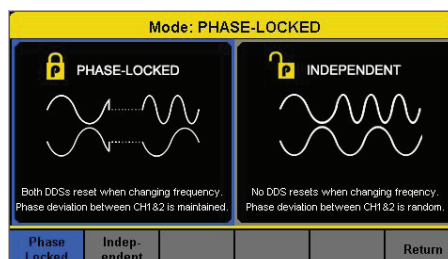 Mode: PHASE-LOCKED
P PHASE-LOCKED
Both DDSs reset when changing frequency.
Phase deviation between CH1&2 is maintained.
P INDEPENDENT
No DDS resets when changing freqency.
Phase deviation between CH1&2 is random.
Phase
Locked
Indep-
endent
Return